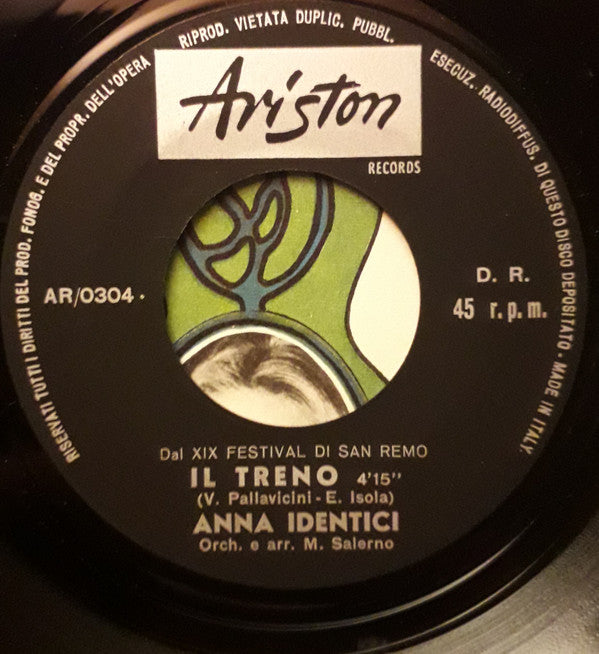 RISERVATI TUTTI I DIRITTI DEL PROD. FONOG. E DEL PROPR. DELL'OPERA
RIPROD. VIETATA DUPLIC. PUBBL.
ESECUZ. RADIODIFFUS. DI QUESTO DISCO DEPOSITATO - MADE IN ITALY.
Ariston
RECORDS
AR/0304.
D. R.
45 r.p.m.
Dal XIX FESTIVAL DI SAN REMO
IL TRENO 4'15"
(V. Pallavicini - E. Isola)
ANNA IDENTICI
Orch. e arr. M. Salerno